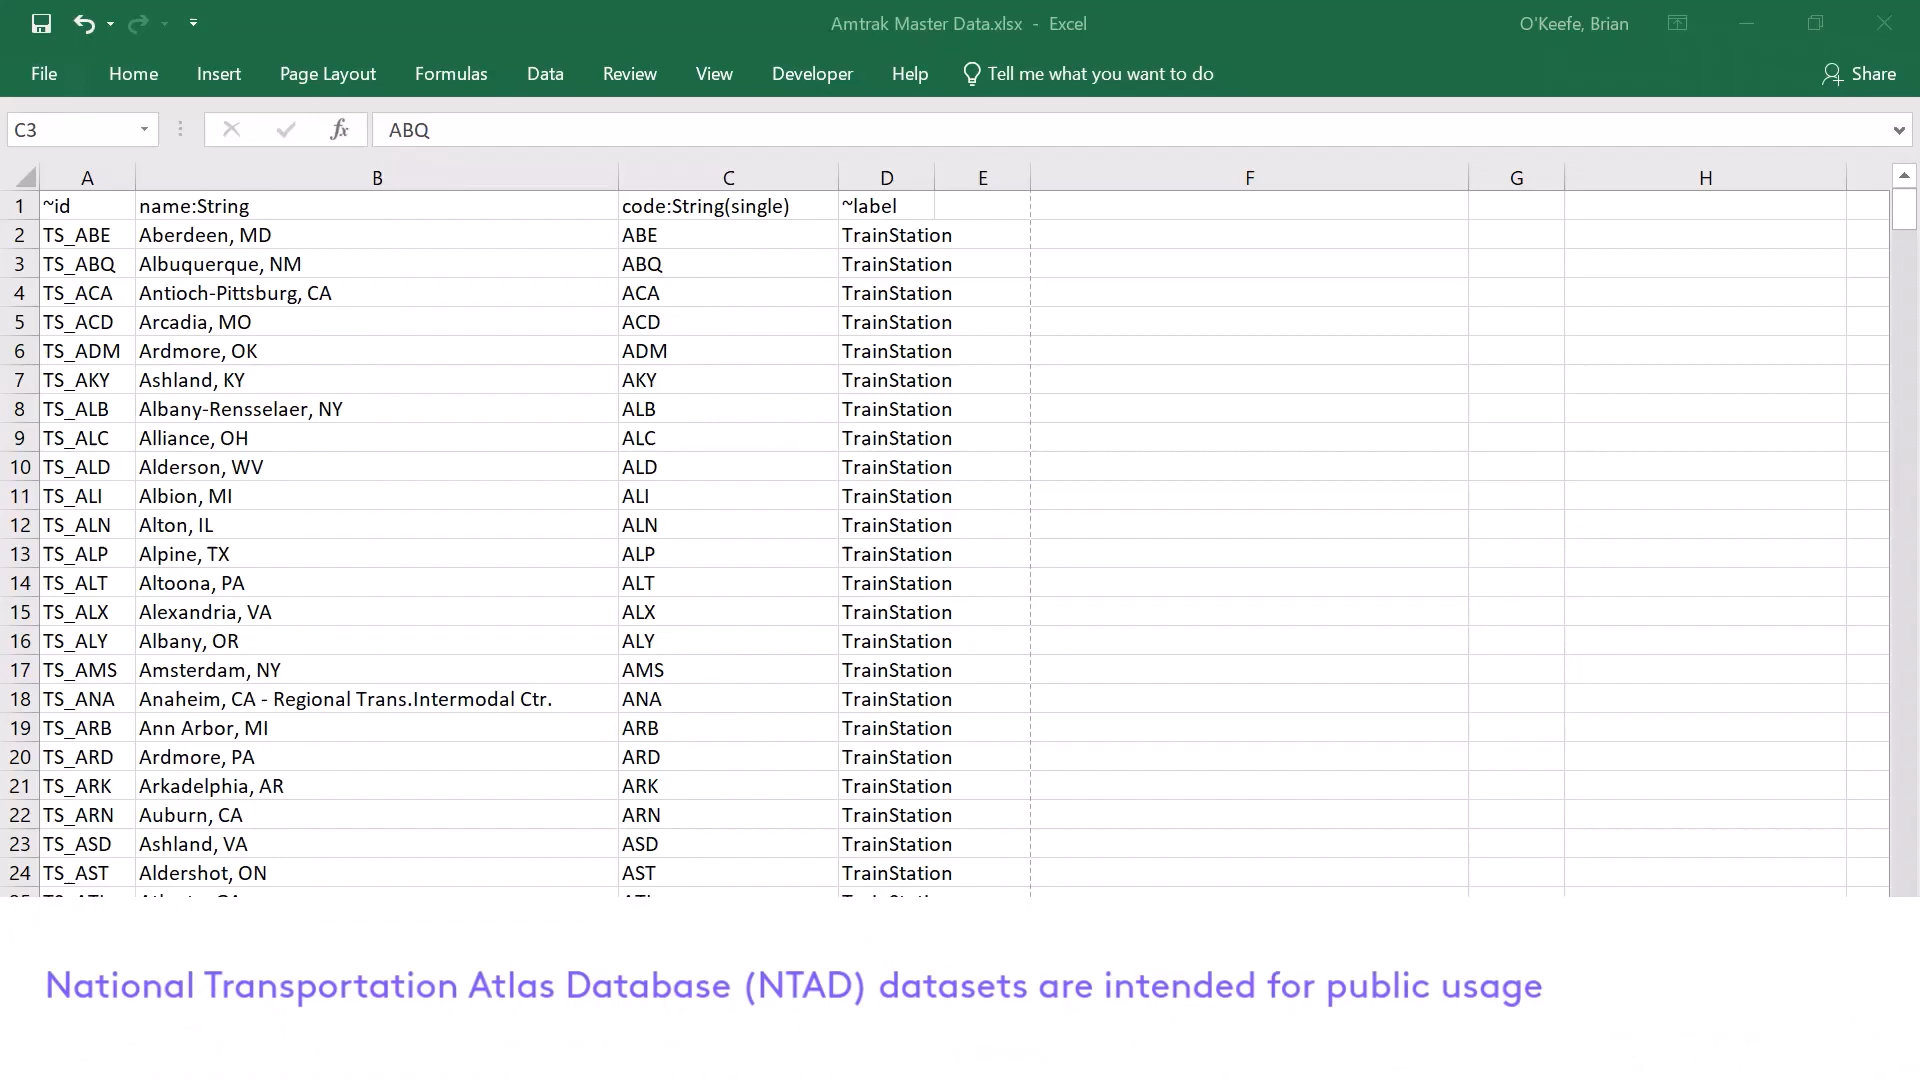 Amtrak Master Data.xlsx - Excel
O'Keefe, Brian
File Home Insert Page Layout Formulas Data Review View Developer Help Tell me what you want to do Share
C3 fx ABQ
A B C D E F G H
1 ~id name:String code:String(single) ~label
2 TS_ABE Aberdeen, MD ABE TrainStation
3 TS_ABQ Albuquerque, NM ABQ TrainStation
4 TS_ACA Antioch-Pittsburg, CA ACA TrainStation
5 TS_ACD Arcadia, MO ACD TrainStation
6 TS_ADM Ardmore, OK ADM TrainStation
7 TS_AKY Ashland, KY AKY TrainStation
8 TS_ALB Albany-Rensselaer, NY ALB TrainStation
9 TS_ALC Alliance, OH ALC TrainStation
10 TS_ALD Alderson, WV ALD TrainStation
11 TS_ALI Albion, MI ALI TrainStation
12 TS_ALN Alton, IL ALN TrainStation
13 TS_ALP Alpine, TX ALP TrainStation
14 TS_ALT Altoona, PA ALT TrainStation
15 TS_ALX Alexandria, VA ALX TrainStation
16 TS_ALY Albany, OR ALY TrainStation
17 TS_AMS Amsterdam, NY AMS TrainStation
18 TS_ANA Anaheim, CA - Regional Trans.Intermodal Ctr. ANA TrainStation
19 TS_ARB Ann Arbor, MI ARB TrainStation
20 TS_ARD Ardmore, PA ARD TrainStation
21 TS_ARK Arkadelphia, AR ARK TrainStation
22 TS_ARN Auburn, CA ARN TrainStation
23 TS_ASD Ashland, VA ASD TrainStation
24 TS_AST Aldershot, ON AST TrainStation
National Transportation Atlas Database (NTAD) datasets are intended for public usage